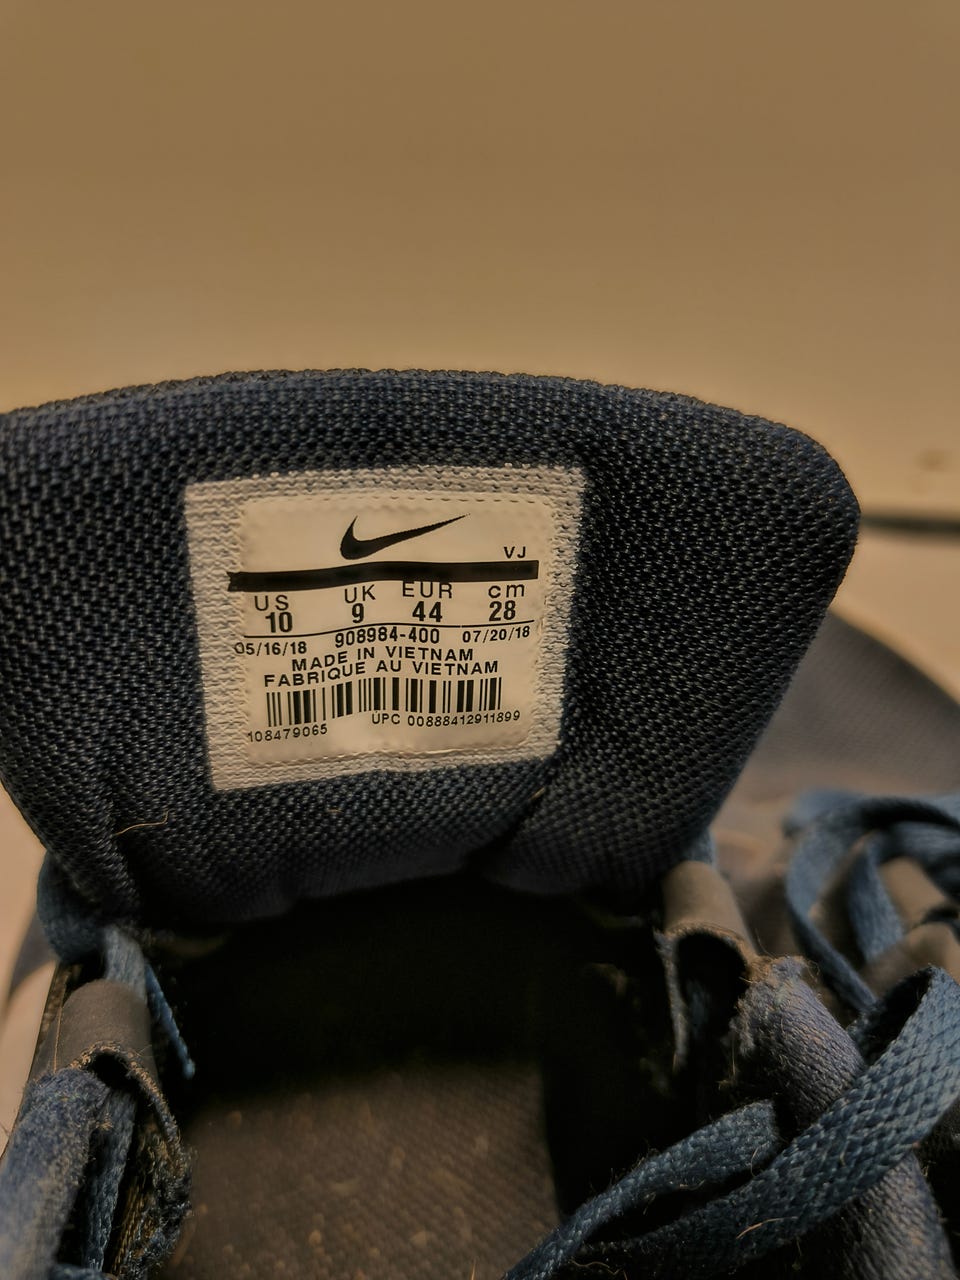 VJ
US UK EUR cm
10 9 44 28
05/16/18 908984-400 07/20/18
MADE IN VIETNAM
FABRIQUE AU VIETNAM
108479065 UPC 00888412911899